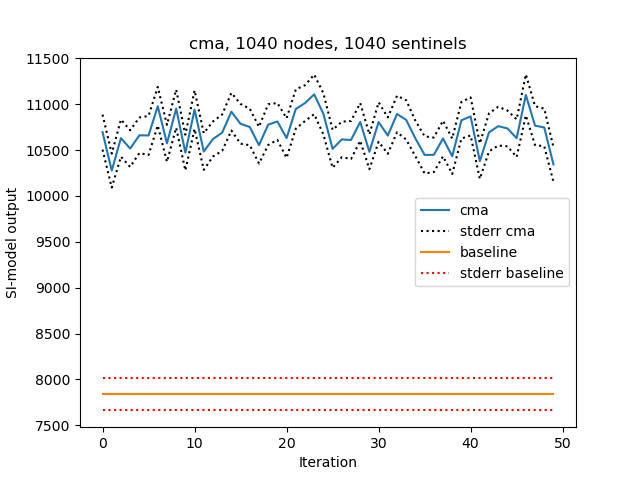 cma, 1040 nodes, 1040 sentinels
11500
11000
10500
10000
9500
9000
8500
8000
7500
SI-model output
cma
stderr cma
baseline
stderr baseline
0 10 20 30 40 50
Iteration